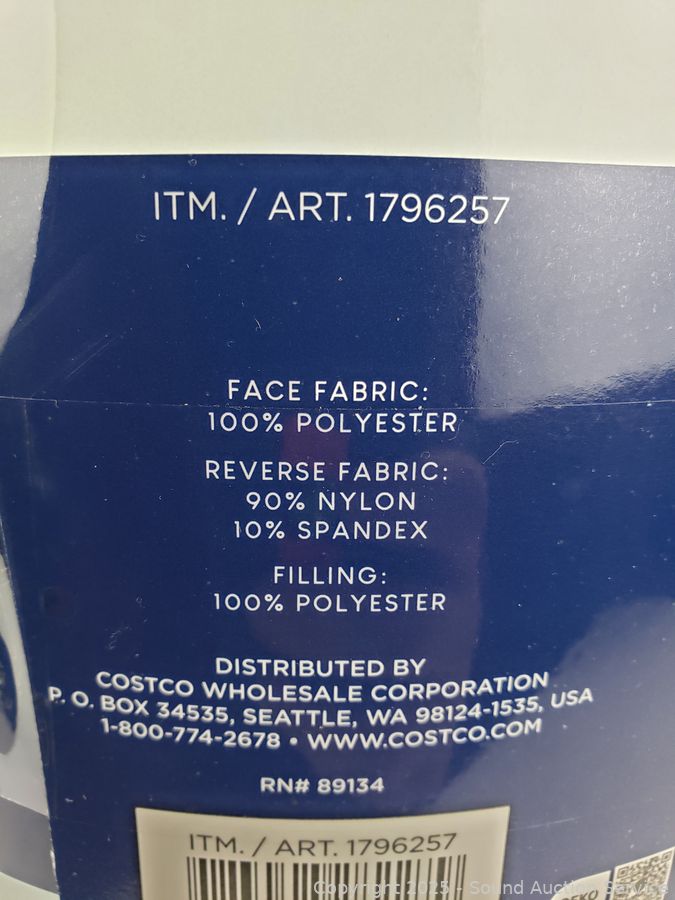 ITM. / ART. 1796257
FACE FABRIC:
100% POLYESTER
REVERSE FABRIC:
90% NYLON
10% SPANDEX
FILLING:
100% POLYESTER
DISTRIBUTED BY
COSTCO WHOLESALE CORPORATION
P. O. BOX 34535, SEATTLE, WA 98124-1535, USA
1-800-774-2678 • WWW.COSTCO.COM
RN# 89134
ITM. / ART. 1796257
Copyright 2025 - Sound Auction Service